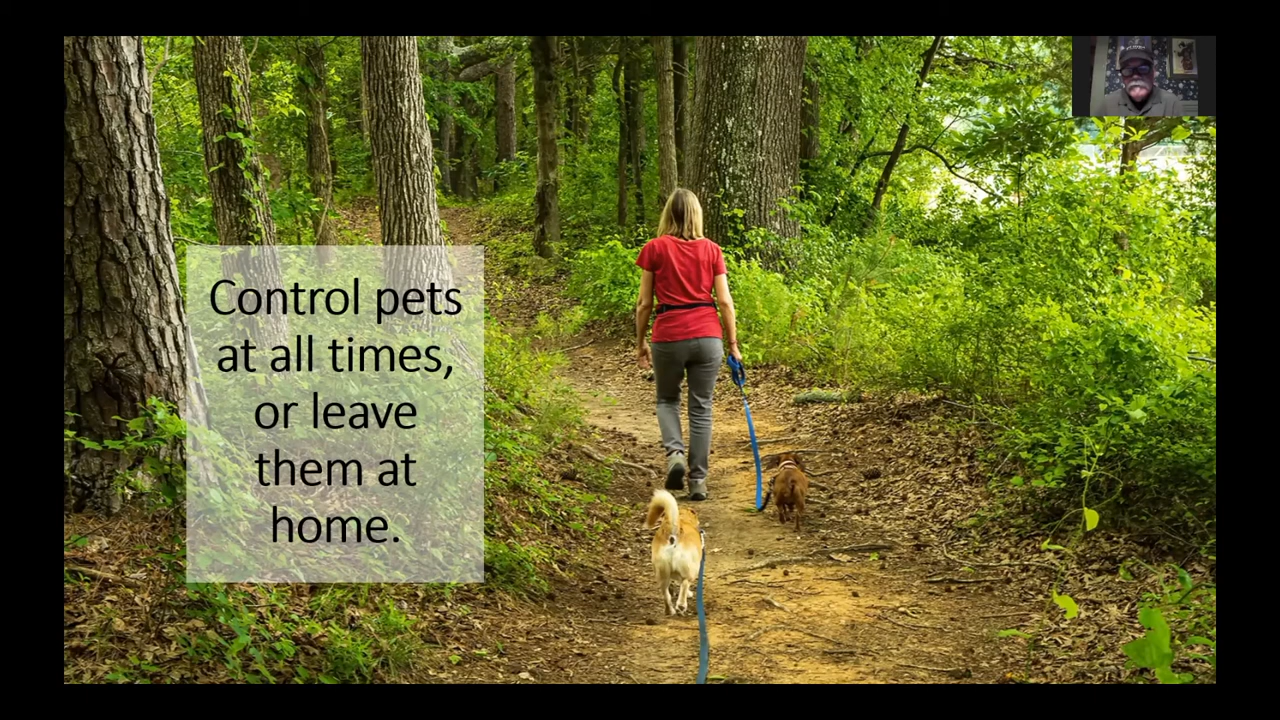 Control pets
at all times,
or leave
them at
home.